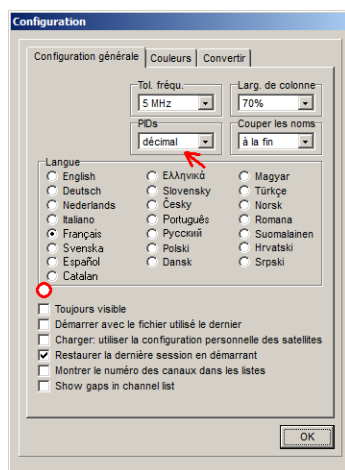 Configuration
Configuration générale Couleurs Convertir
Tol. fréqu. Larg. de colonne
5 MHz 70%
PIDs Couper les noms
décimal à la fin
Langue
English Ελληνικά Magyar
Deutsch Slovensky Türkçe
Nederlands Česky Norsk
Italiano Português Romana
Français Русский Suomalainen
Svenska Polski Hrvatski
Español Dansk Srpski
Catalan
Toujours visible
Démarrer avec le fichier utilisé le dernier
Charger: utiliser la configuration personnelle des satellites
Restaurer la dernière session en démarrant
Montrer le numéro des canaux dans les listes
Show gaps in channel list
OK